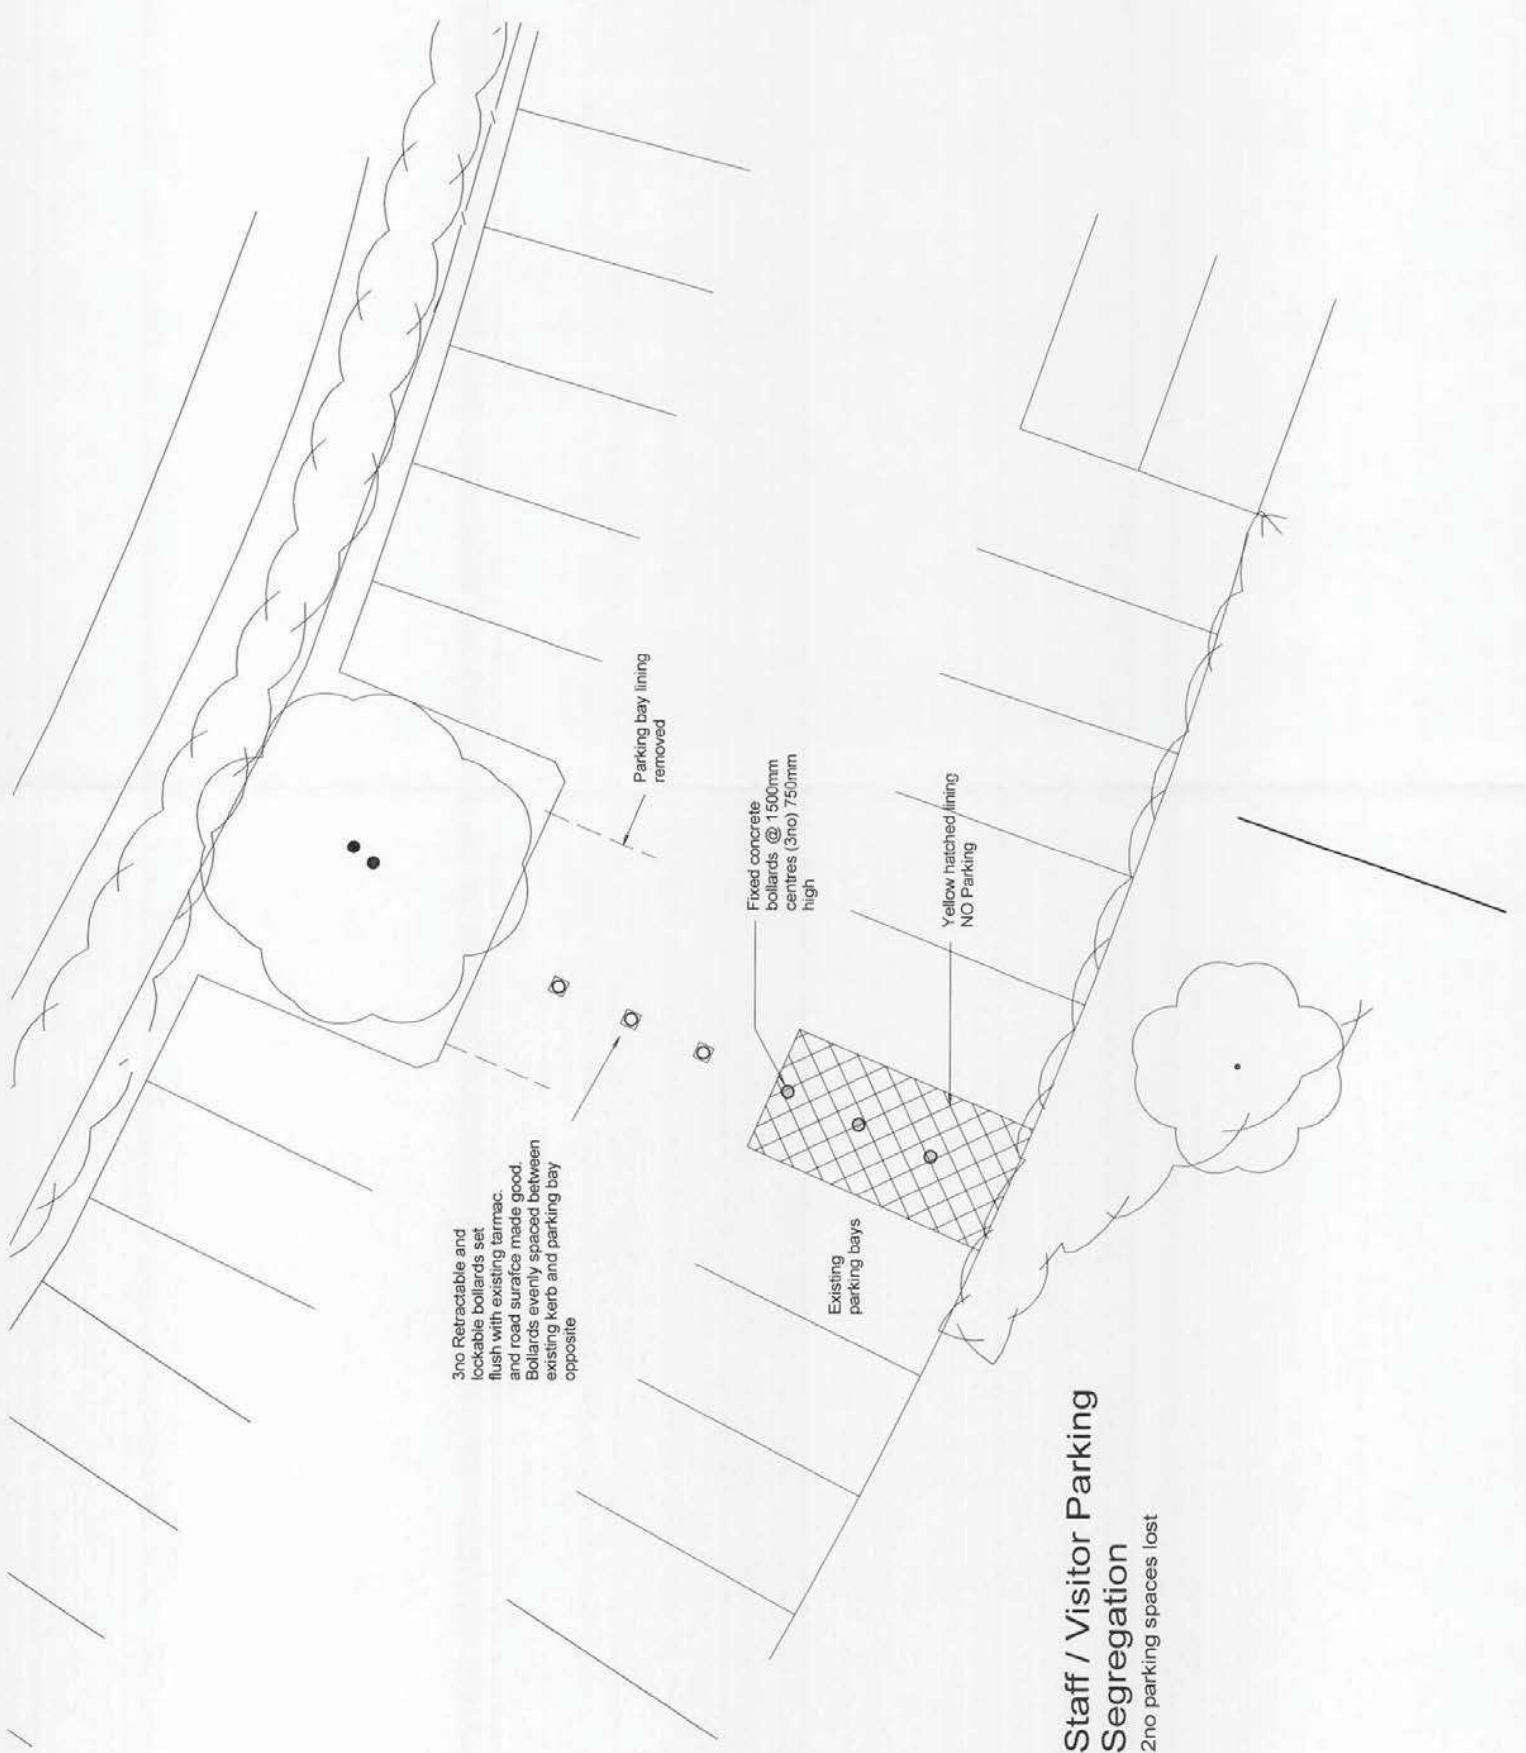 3no Retractable and
lockable bollards set
flush with existing tarmac.
and road surafce made good.
Bollards evenly spaced between
existing kerb and parking bay
opposite
Parking bay lining
removed
Fixed concrete
bollards @ 1500mm
centres (3no) 750mm
high
Yellow hatched lining
NO Parking
Existing
parking bays
Staff / Visitor Parking
Segregation
2no parking spaces lost